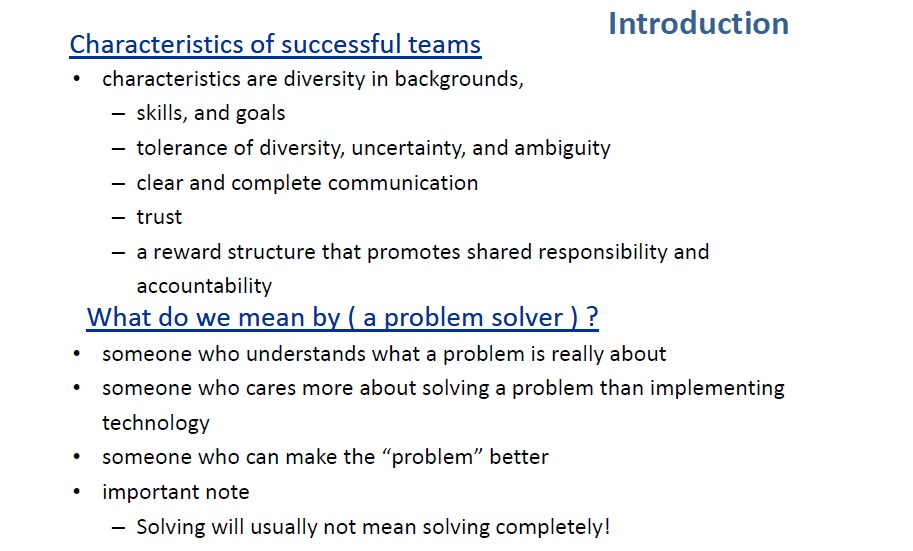 Introduction
Characteristics of successful teams
• characteristics are diversity in backgrounds,
– skills, and goals
– tolerance of diversity, uncertainty, and ambiguity
– clear and complete communication
– trust
– a reward structure that promotes shared responsibility and
accountability
What do we mean by ( a problem solver ) ?
• someone who understands what a problem is really about
• someone who cares more about solving a problem than implementing
technology
• someone who can make the “problem” better
• important note
– Solving will usually not mean solving completely!